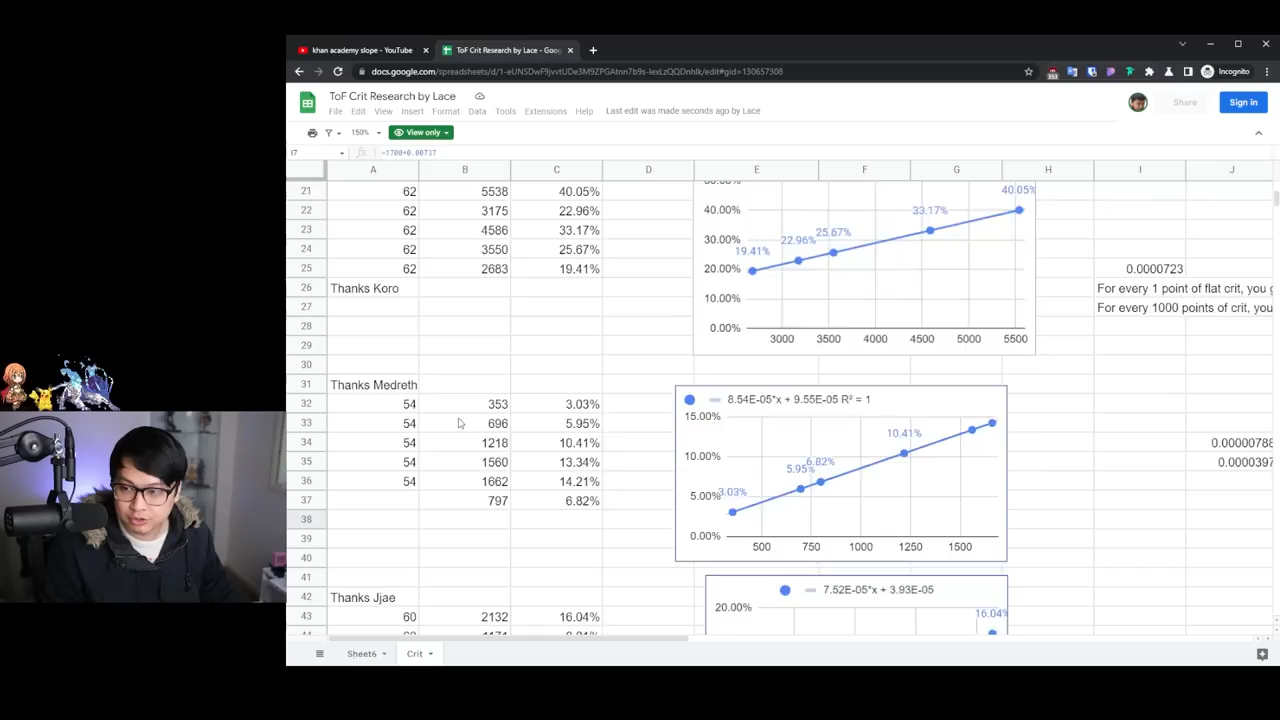 khan academy slope - YouTube
ToF Crit Research by Lace - Goog
docs.google.com/spreadsheets/d/1-eUNSDwF9jvvtUDe3M9ZPGAtnn7b9s-lexLzQQDnhlk/edit#gid=130657308
353
Incognito
ToF Crit Research by Lace
Share
Sign in
File Edit View Insert Format Data Tools Extensions Help Last edit was made seconds ago by Lace
150% View only
I7 fx =1700*0.00737
A B C D E F G H I J
21 62 5538 40.05%
22 62 3175 22.96%
23 62 4586 33.17%
24 62 3550 25.67%
25 62 2683 19.41% 0.0000723
26 Thanks Koro For every 1 point of flat crit, you g
27 For every 1000 points of crit, you
28
29
30
31 Thanks Medreth
32 54 353 3.03%
33 54 696 5.95%
34 54 1218 10.41% 0.00000788
35 54 1560 13.34% 0.0000397
36 54 1662 14.21%
37 797 6.82%
38
39
40
41
42 Thanks Jjae
43 60 2132 16.04%
40.00%
30.00%
20.00%
10.00%
0.00%
19.41% 22.96% 25.67% 33.17% 40.05%
3000 3500 4000 4500 5000 5500
8.54E-05*x + 9.55E-05 R² = 1
15.00%
10.00%
5.00%
0.00%
3.03% 5.95% 6.82% 10.41%
500 750 1000 1250 1500
7.52E-05*x + 3.93E-05
20.00%
16.04%
Sheet6 Crit